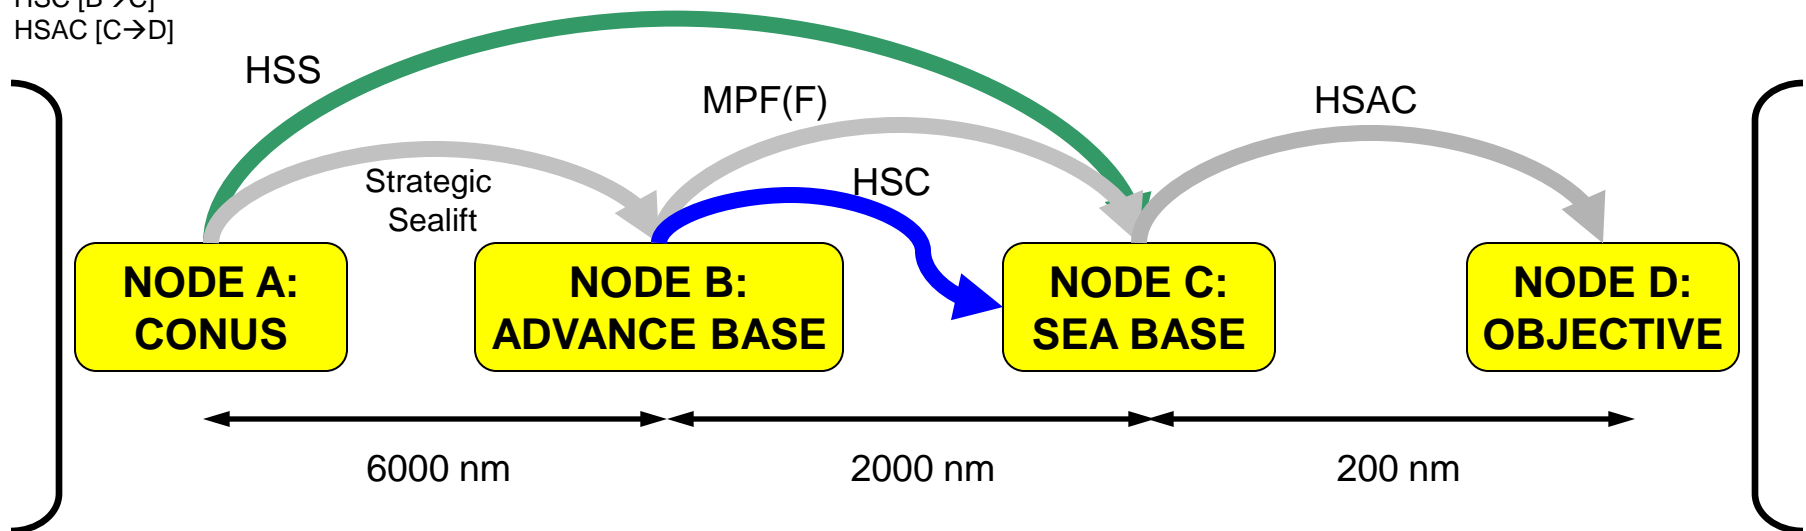 HSC [B→C]
HSAC [C→D]
HSS
MPF(F)
HSAC
Strategic
Sealift
HSC
NODE A:
CONUS
NODE B:
ADVANCE BASE
NODE C:
SEA BASE
NODE D:
OBJECTIVE
6000 nm
2000 nm
200 nm